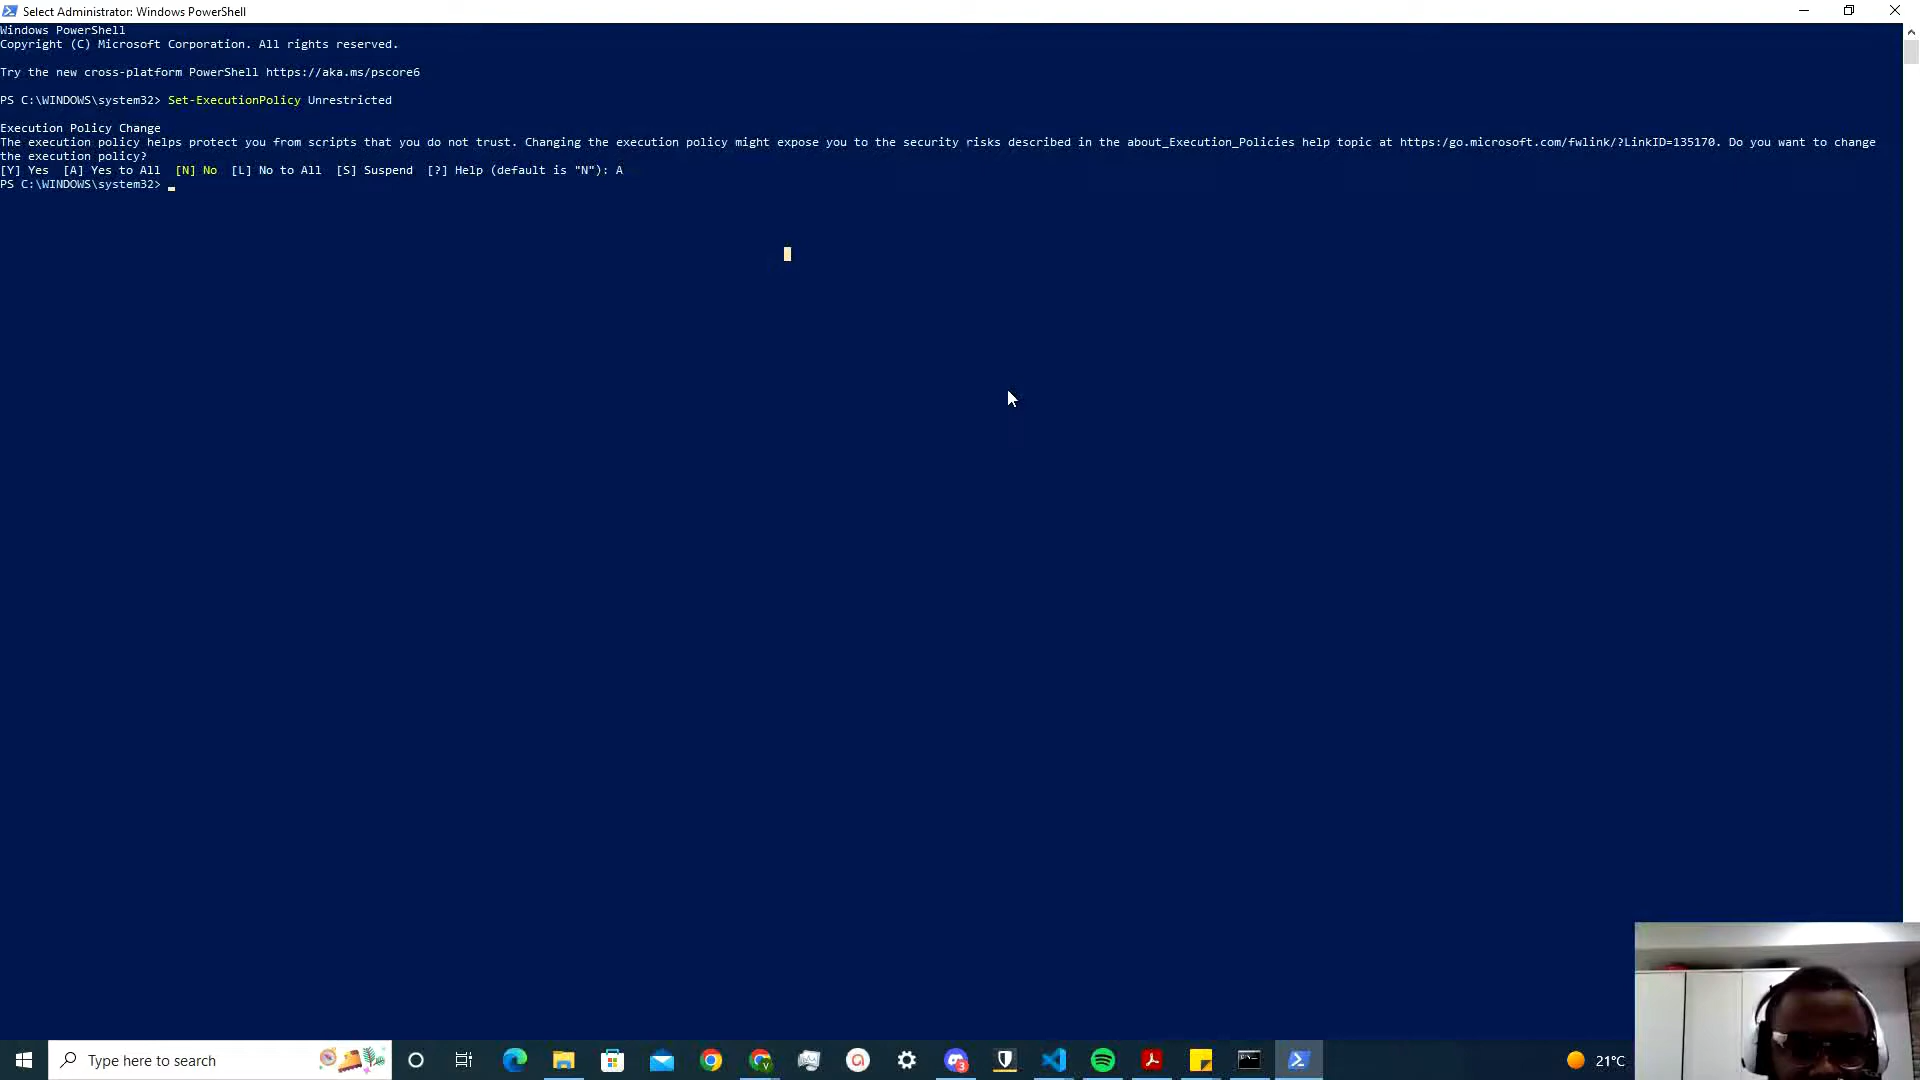 Select Administrator: Windows PowerShell
Windows PowerShell
Copyright (C) Microsoft Corporation. All rights reserved.
Try the new cross-platform PowerShell https://aka.ms/pscore6
PS C:\WINDOWS\system32> Set-ExecutionPolicy Unrestricted
Execution Policy Change
The execution policy helps protect you from scripts that you do not trust. Changing the execution policy might expose you to the security risks described in the about_Execution_Policies help topic at https:/go.microsoft.com/fwlink/?LinkID=135170. Do you want to change
the execution policy?
[Y] Yes  [A] Yes to All  [N] No  [L] No to All  [S] Suspend  [?] Help (default is "N"): A
PS C:\WINDOWS\system32>
Type here to search
3
21°C